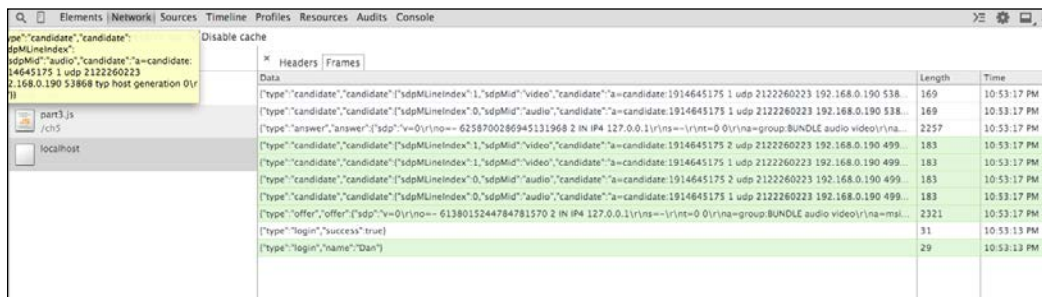 Elements Network Sources Timeline Profiles Resources Audits Console
Disable cache
ype":"candidate","candidate":
sdpMLineIndex":
sdpMid":"audio","candidate":"a=candidate:
14645175 1 udp 2122260223
2.168.0.190 53868 typ host generation 0\r
"}}
part3.js
/ch5
localhost
× Headers Frames
Data Length Time
{"type":"candidate","candidate":{"sdpMLineIndex":1,"sdpMid":"video","candidate":"a=candidate:1914645175 1 udp 2122260223 192.168.0.190 538... 169 10:53:17 PM
{"type":"candidate","candidate":{"sdpMLineIndex":0,"sdpMid":"audio","candidate":"a=candidate:1914645175 1 udp 2122260223 192.168.0.190 538... 169 10:53:17 PM
{"type":"answer","answer":{"sdp":"v=0\r\no=- 6258700286945131968 2 IN IP4 127.0.0.1\r\ns=-\r\nt=0 0\r\na=group:BUNDLE audio video\r\na... 2257 10:53:17 PM
{"type":"candidate","candidate":{"sdpMLineIndex":1,"sdpMid":"video","candidate":"a=candidate:1914645175 2 udp 2122260223 192.168.0.190 499... 183 10:53:17 PM
{"type":"candidate","candidate":{"sdpMLineIndex":1,"sdpMid":"video","candidate":"a=candidate:1914645175 1 udp 2122260223 192.168.0.190 499... 183 10:53:17 PM
{"type":"candidate","candidate":{"sdpMLineIndex":0,"sdpMid":"audio","candidate":"a=candidate:1914645175 2 udp 2122260223 192.168.0.190 499... 183 10:53:17 PM
{"type":"candidate","candidate":{"sdpMLineIndex":0,"sdpMid":"audio","candidate":"a=candidate:1914645175 1 udp 2122260223 192.168.0.190 499... 183 10:53:17 PM
{"type":"offer","offer":{"sdp":"v=0\r\no=- 6138015244784781570 2 IN IP4 127.0.0.1\r\ns=-\r\nt=0 0\r\na=group:BUNDLE audio video\r\na=msi... 2321 10:53:17 PM
{"type":"login","success":true} 31 10:53:13 PM
{"type":"login","name":"Dan"} 29 10:53:13 PM